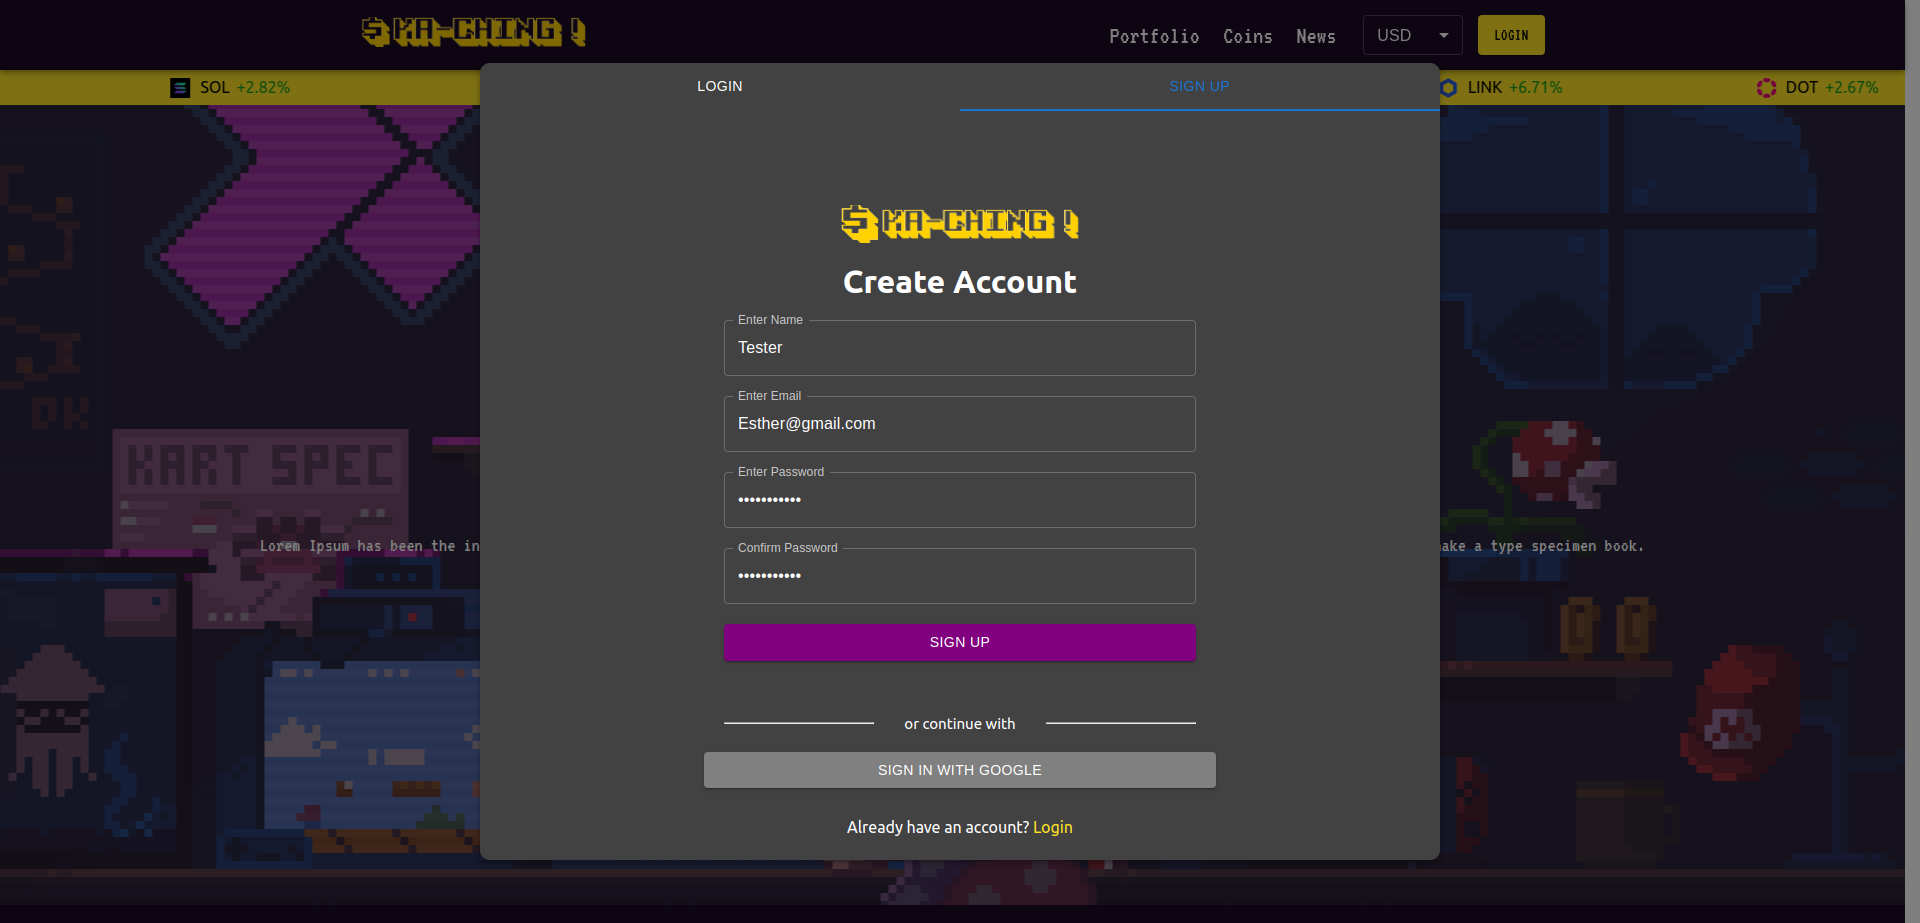 $ KA-CHING !
Portfolio Coins News USD LOGIN
SOL +2.82% LINK +6.71% DOT +2.67%
LOGIN SIGN UP
$ KA-CHING !
Create Account
Enter Name
Tester
Enter Email
Esther@gmail.com
Enter Password
•••••••••••
Confirm Password
•••••••••••
SIGN UP
or continue with
SIGN IN WITH GOOGLE
Already have an account? Login
DK
KART SPEC
Lorem Ipsum has been the in
ake a type specimen book.